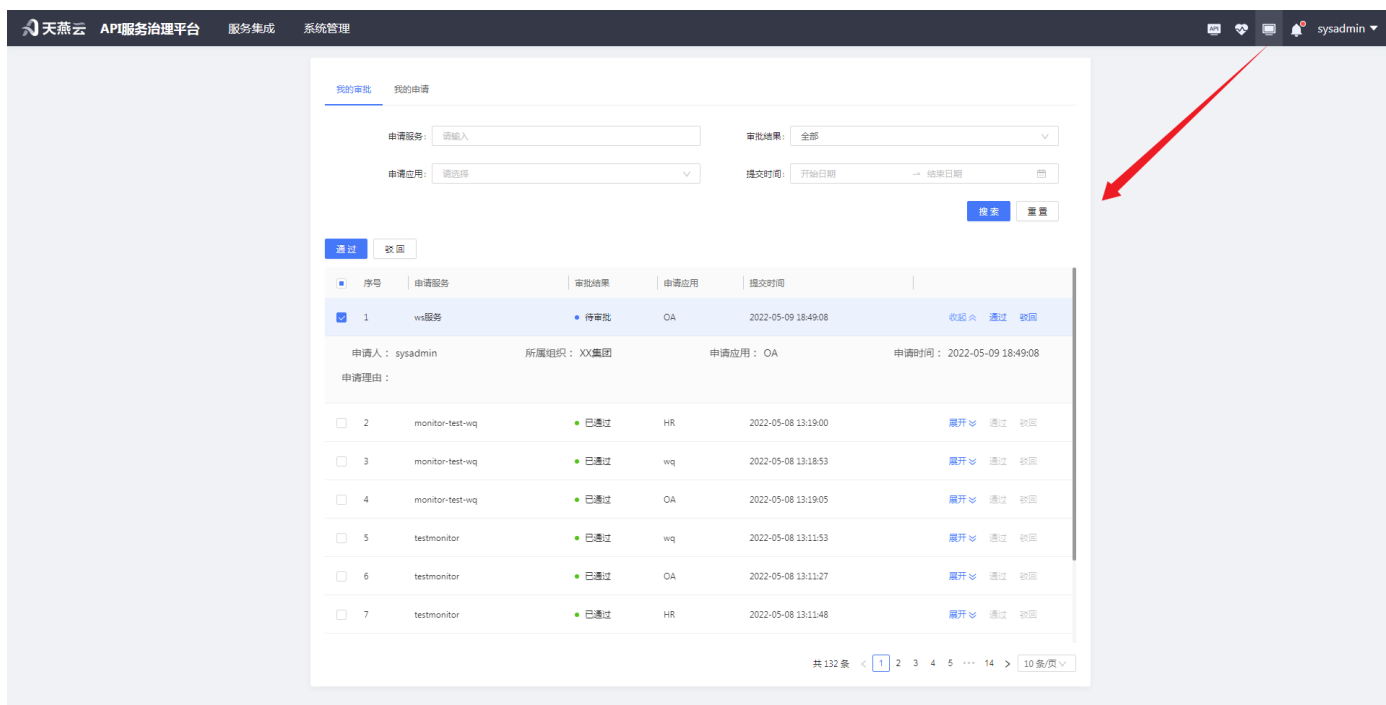 天燕云 API服务治理平台 服务集成 系统管理 API sysadmin
我的审批 我的申请
申请服务: 请输入 审批结果: 全部
申请应用: 请选择 提交时间: 开始日期 → 结束日期
搜索 重置
通过 驳回
序号 申请服务 审批结果 申请应用 提交时间
1 ws服务 待审批 OA 2022-05-09 18:49:08 收起 通过 驳回
申请人： sysadmin 所属组织： XX集团 申请应用： OA 申请时间： 2022-05-09 18:49:08
申请理由：
2 monitor-test-wq 已通过 HR 2022-05-08 13:19:00 展开 通过 驳回
3 monitor-test-wq 已通过 wq 2022-05-08 13:18:53 展开 通过 驳回
4 monitor-test-wq 已通过 OA 2022-05-08 13:19:05 展开 通过 驳回
5 testmonitor 已通过 wq 2022-05-08 13:11:53 展开 通过 驳回
6 testmonitor 已通过 OA 2022-05-08 13:11:27 展开 通过 驳回
7 testmonitor 已通过 HR 2022-05-08 13:11:48 展开 通过 驳回
共 132 条 < 1 2 3 4 5 ··· 14 > 10 条/页